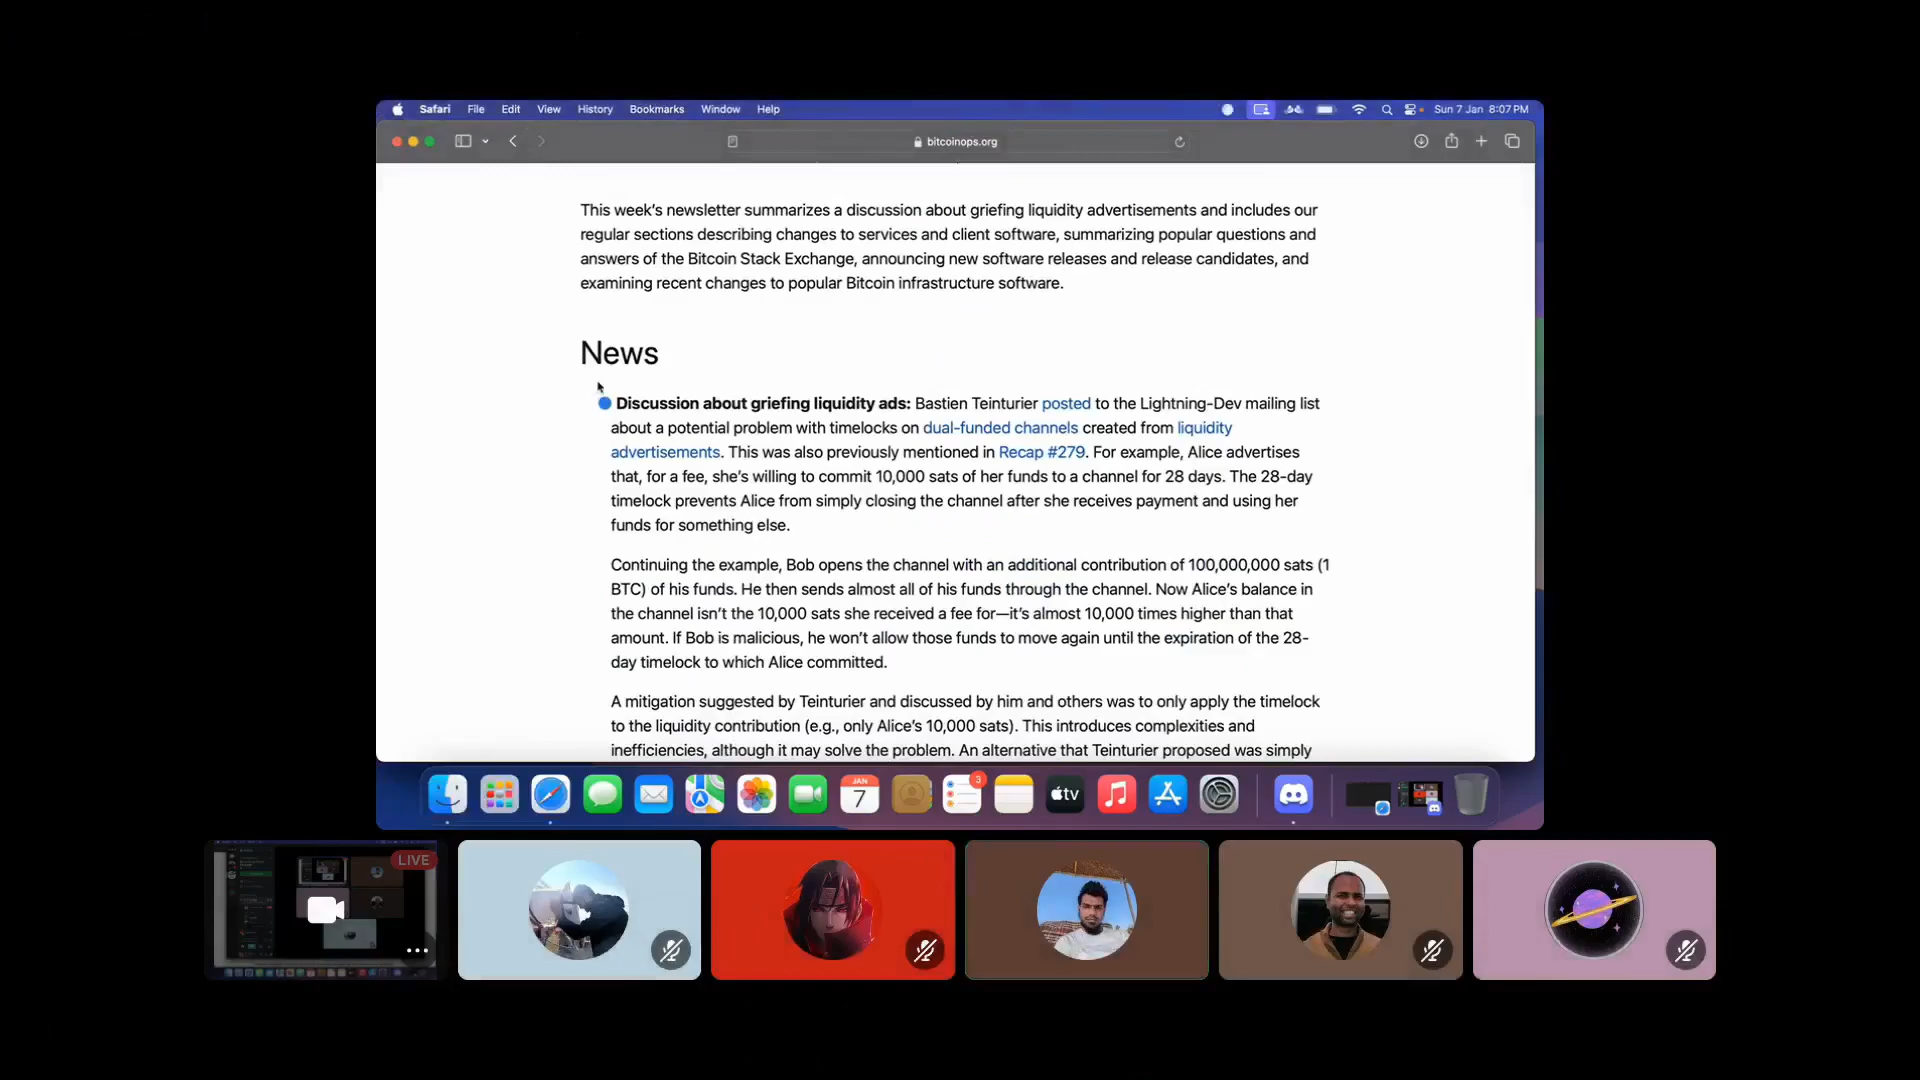 Safari File Edit View History Bookmarks Window Help Sun 7 Jan 8:07 PM
bitcoinops.org
This week's newsletter summarizes a discussion about griefing liquidity advertisements and includes our
regular sections describing changes to services and client software, summarizing popular questions and
answers of the Bitcoin Stack Exchange, announcing new software releases and release candidates, and
examining recent changes to popular Bitcoin infrastructure software.
News
Discussion about griefing liquidity ads: Bastien Teinturier posted to the Lightning-Dev mailing list
about a potential problem with timelocks on dual-funded channels created from liquidity
advertisements. This was also previously mentioned in Recap #279. For example, Alice advertises
that, for a fee, she's willing to commit 10,000 sats of her funds to a channel for 28 days. The 28-day
timelock prevents Alice from simply closing the channel after she receives payment and using her
funds for something else.
Continuing the example, Bob opens the channel with an additional contribution of 100,000,000 sats (1
BTC) of his funds. He then sends almost all of his funds through the channel. Now Alice's balance in
the channel isn't the 10,000 sats she received a fee for—it's almost 10,000 times higher than that
amount. If Bob is malicious, he won't allow those funds to move again until the expiration of the 28-
day timelock to which Alice committed.
A mitigation suggested by Teinturier and discussed by him and others was to only apply the timelock
to the liquidity contribution (e.g., only Alice's 10,000 sats). This introduces complexities and
inefficiencies, although it may solve the problem. An alternative that Teinturier proposed was simply
JAN
7
3
tv
LIVE